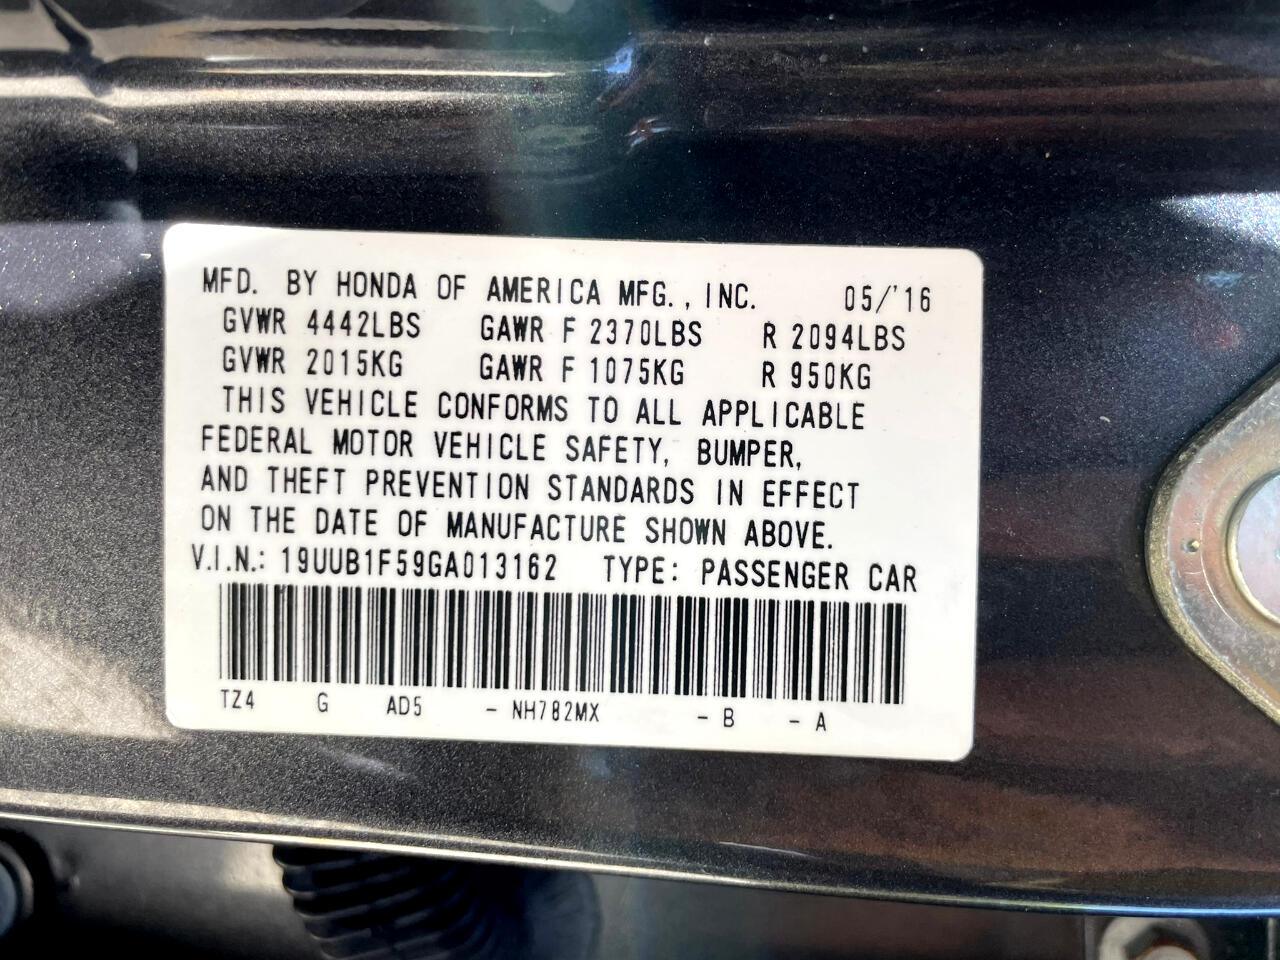 MFD. BY HONDA OF AMERICA MFG., INC. 05/'16
GVWR 4442LBS GAWR F 2370LBS R 2094LBS
GVWR 2015KG GAWR F 1075KG R 950KG
THIS VEHICLE CONFORMS TO ALL APPLICABLE
FEDERAL MOTOR VEHICLE SAFETY, BUMPER,
AND THEFT PREVENTION STANDARDS IN EFFECT
ON THE DATE OF MANUFACTURE SHOWN ABOVE.
V.I.N.: 19UUB1F59GA013162 TYPE: PASSENGER CAR
TZ4 G AD5 - NH782MX - B - A